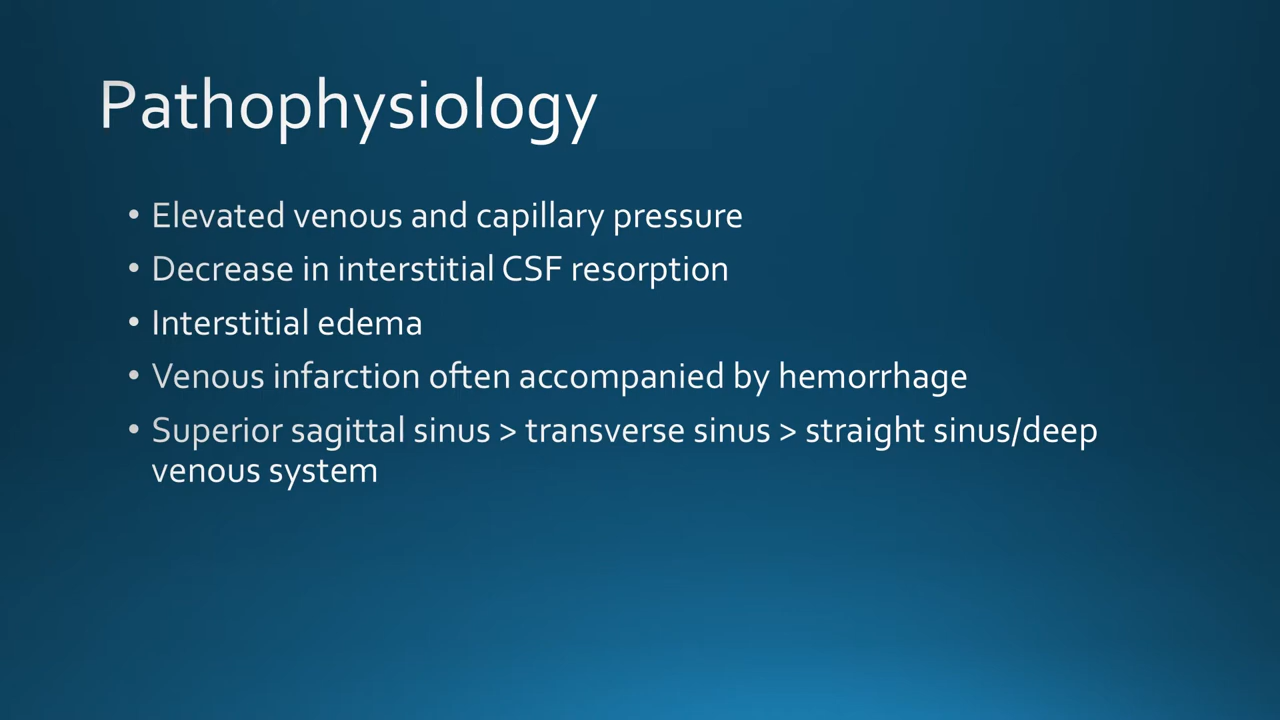 Pathophysiology
• Elevated venous and capillary pressure
• Decrease in interstitial CSF resorption
• Interstitial edema
• Venous infarction often accompanied by hemorrhage
• Superior sagittal sinus > transverse sinus > straight sinus/deep
venous system